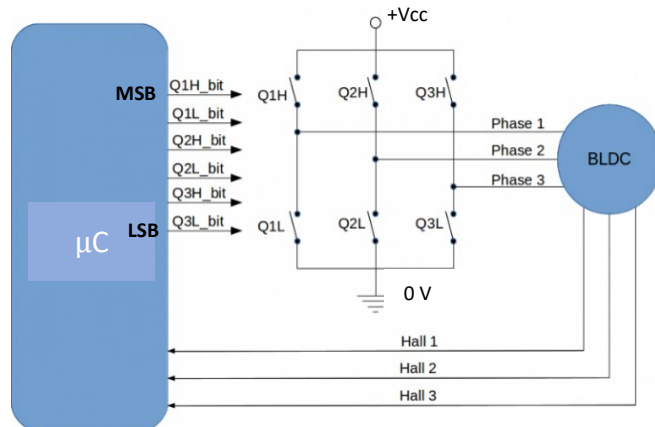 +Vcc
MSB
Q1H_bit
Q1L_bit
Q2H_bit
Q2L_bit
Q3H_bit
LSB
Q3L_bit
μC
Q1H
Q2H
Q3H
Phase 1
Phase 2
Phase 3
BLDC
Q1L
Q2L
Q3L
0 V
Hall 1
Hall 2
Hall 3